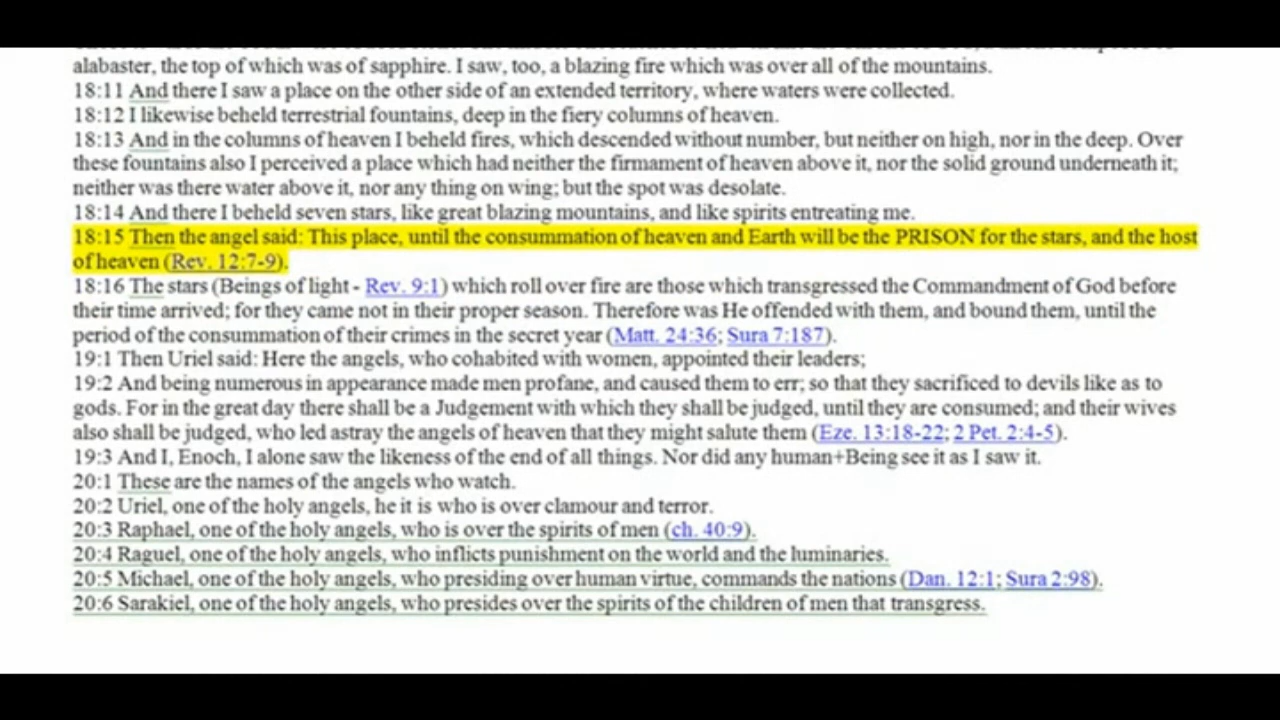 alabaster, the top of which was of sapphire. I saw, too, a blazing fire which was over all of the mountains.
18:11 And there I saw a place on the other side of an extended territory, where waters were collected.
18:12 I likewise beheld terrestrial fountains, deep in the fiery columns of heaven.
18:13 And in the columns of heaven I beheld fires, which descended without number, but neither on high, nor in the deep. Over
these fountains also I perceived a place which had neither the firmament of heaven above it, nor the solid ground underneath it;
neither was there water above it, nor any thing on wing; but the spot was desolate.
18:14 And there I beheld seven stars, like great blazing mountains, and like spirits entreating me.
18:15 Then the angel said: This place, until the consummation of heaven and Earth will be the PRISON for the stars, and the host
of heaven (Rev. 12:7-9).
18:16 The stars (Beings of light - Rev. 9:1) which roll over fire are those which transgressed the Commandment of God before
their time arrived; for they came not in their proper season. Therefore was He offended with them, and bound them, until the
period of the consummation of their crimes in the secret year (Matt. 24:36; Sura 7:187).
19:1 Then Uriel said: Here the angels, who cohabited with women, appointed their leaders;
19:2 And being numerous in appearance made men profane, and caused them to err; so that they sacrificed to devils like as to
gods. For in the great day there shall be a Judgement with which they shall be judged, until they are consumed; and their wives
also shall be judged, who led astray the angels of heaven that they might salute them (Eze. 13:18-22; 2 Pet. 2:4-5).
19:3 And I, Enoch, I alone saw the likeness of the end of all things. Nor did any human+Being see it as I saw it.
20:1 These are the names of the angels who watch.
20:2 Uriel, one of the holy angels, he it is who is over clamour and terror.
20:3 Raphael, one of the holy angels, who is over the spirits of men (ch. 40:9).
20:4 Raguel, one of the holy angels, who inflicts punishment on the world and the luminaries.
20:5 Michael, one of the holy angels, who presiding over human virtue, commands the nations (Dan. 12:1; Sura 2:98).
20:6 Sarakiel, one of the holy angels, who presides over the spirits of the children of men that transgress.